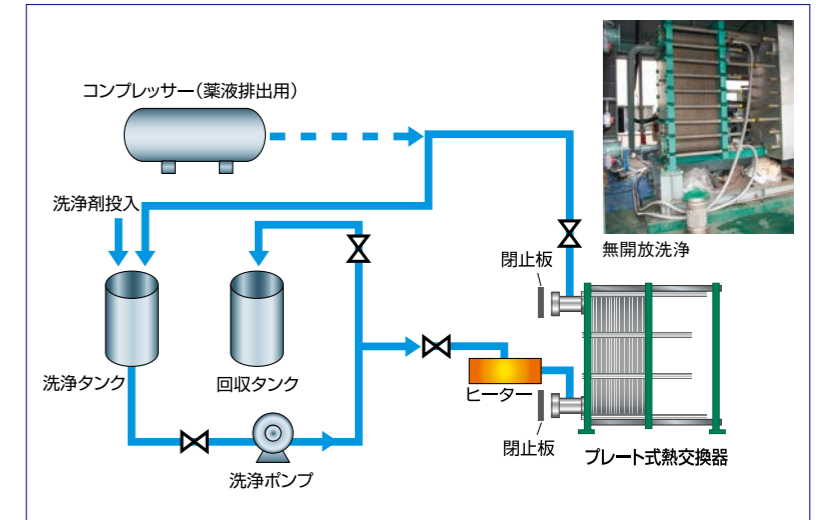 コンプレッサー（薬液排出用）
洗浄剤投入
無開放洗浄
閉止板
洗浄タンク
回収タンク
ヒーター
閉止板
プレート式熱交換器
洗浄ポンプ